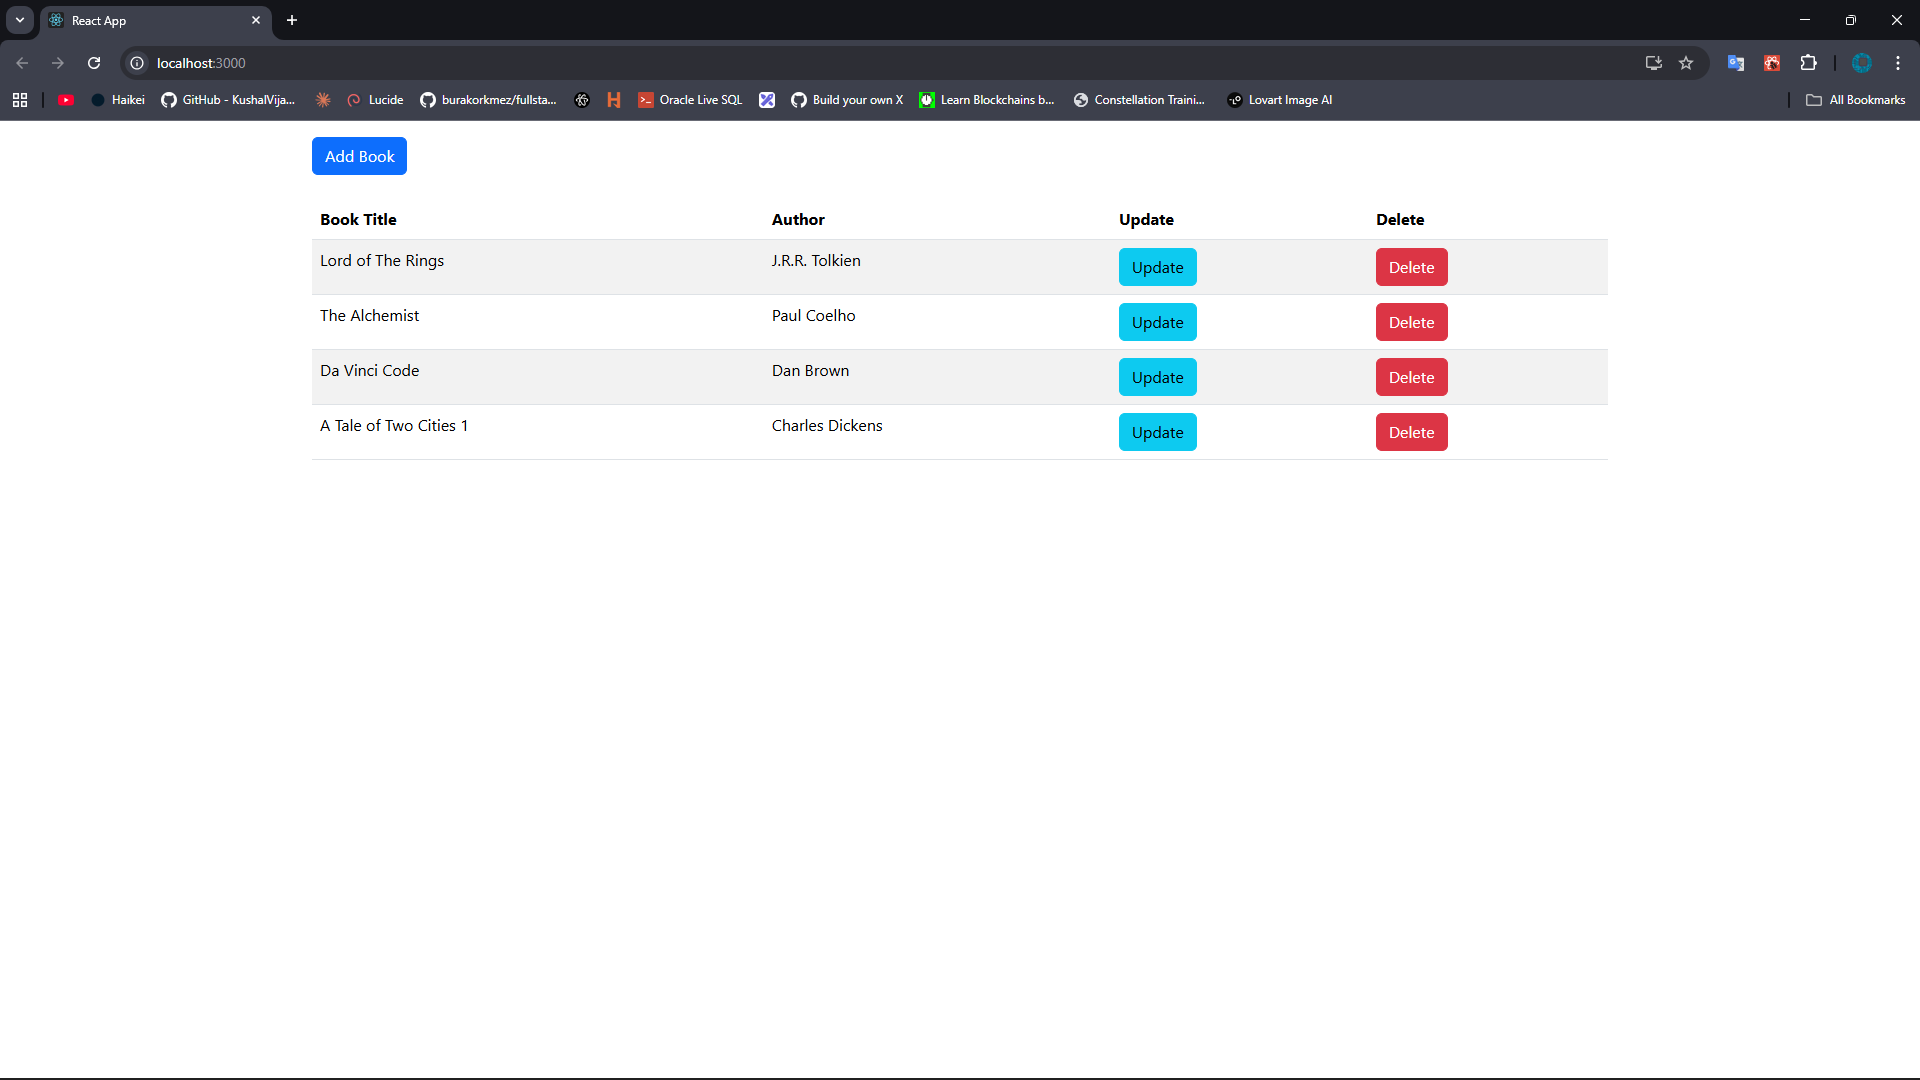 React App
localhost:3000
Haikei GitHub - KushalVija... Lucide burakorkmez/fullsta... Oracle Live SQL Build your own X Learn Blockchains b... Constellation Traini... Lovart Image AI All Bookmarks
Add Book
Book Title Author Update Delete
Lord of The Rings J.R.R. Tolkien Update Delete
The Alchemist Paul Coelho Update Delete
Da Vinci Code Dan Brown Update Delete
A Tale of Two Cities 1 Charles Dickens Update Delete